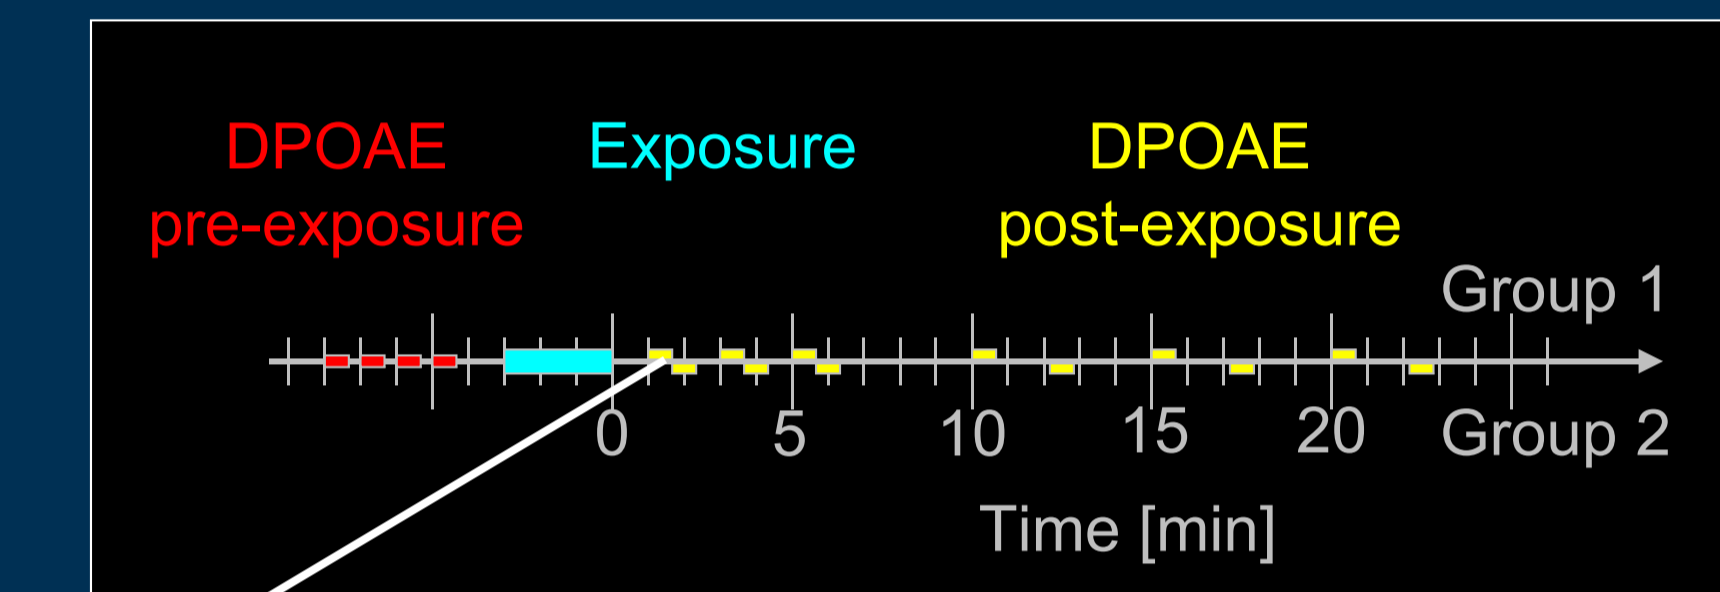 DPOAE
pre-exposure
Exposure
DPOAE
post-exposure
Group 1
0 5 10 15 20 Group 2
Time [min]